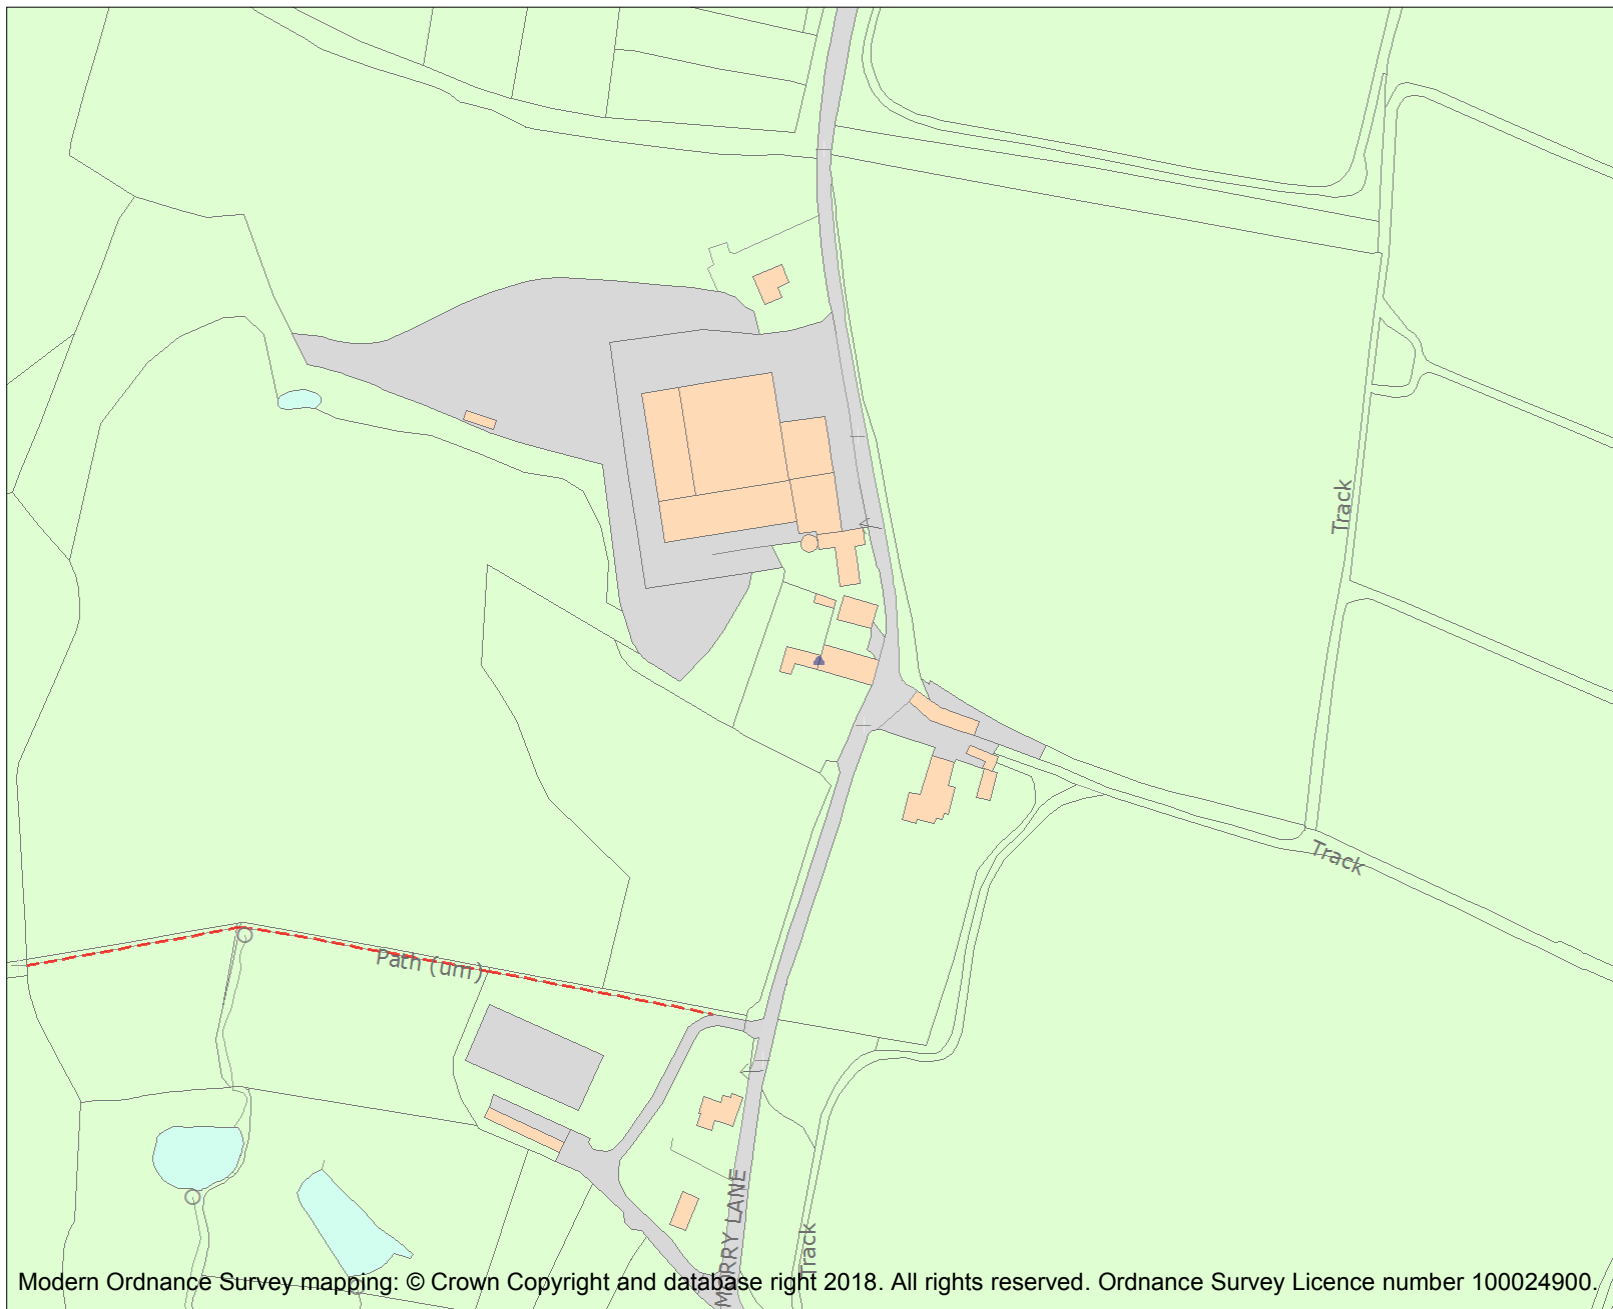 Track
Track
Path (um)
MORRY LANE
Track
Modern Ordnance Survey mapping: © Crown Copyright and database right 2018. All rights reserved. Ordnance Survey Licence number 100024900.